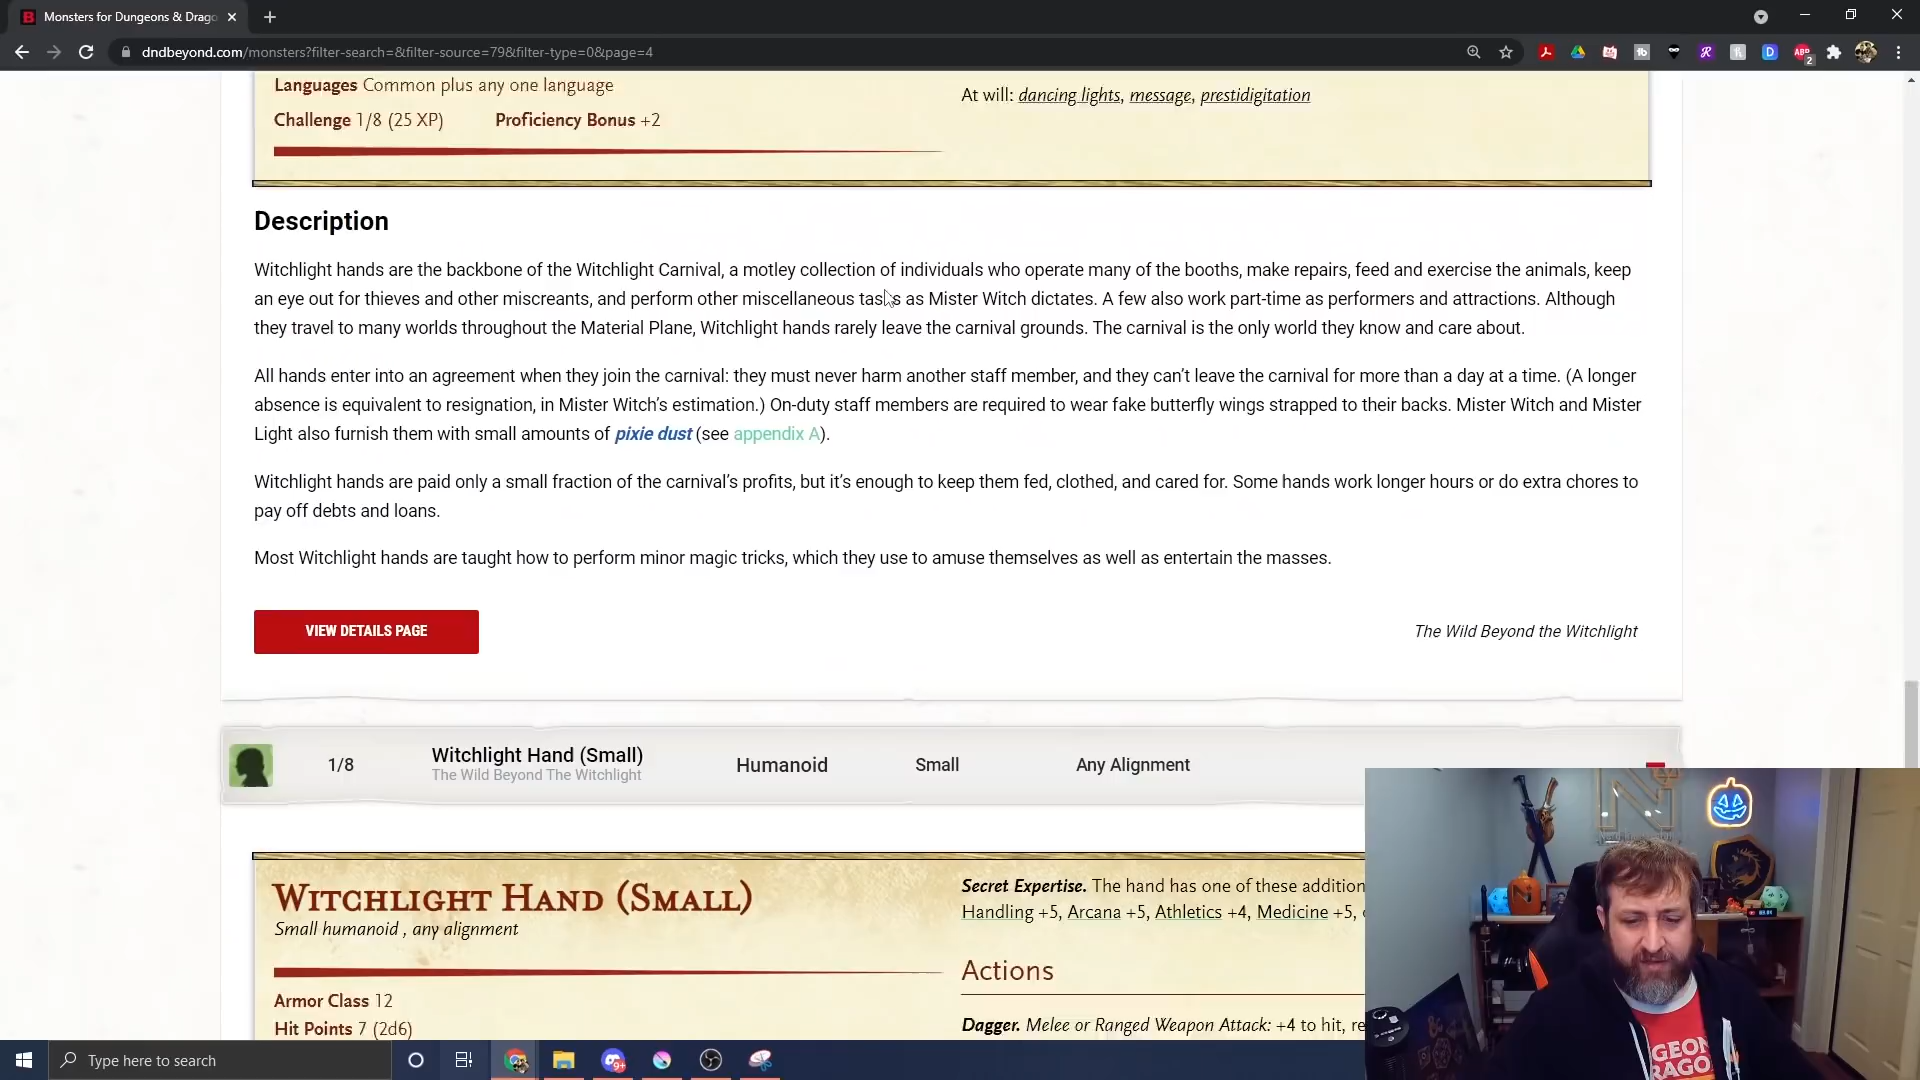 Monsters for Dungeons & Drago
dndbeyond.com/monsters?filter-search=&filter-source=79&filter-type=0&page=4
Languages Common plus any one language
At will: dancing lights, message, prestidigitation
Challenge 1/8 (25 XP) Proficiency Bonus +2
Description
Witchlight hands are the backbone of the Witchlight Carnival, a motley collection of individuals who operate many of the booths, make repairs, feed and exercise the animals, keep
an eye out for thieves and other miscreants, and perform other miscellaneous tasks as Mister Witch dictates. A few also work part-time as performers and attractions. Although
they travel to many worlds throughout the Material Plane, Witchlight hands rarely leave the carnival grounds. The carnival is the only world they know and care about.
All hands enter into an agreement when they join the carnival: they must never harm another staff member, and they can't leave the carnival for more than a day at a time. (A longer
absence is equivalent to resignation, in Mister Witch's estimation.) On-duty staff members are required to wear fake butterfly wings strapped to their backs. Mister Witch and Mister
Light also furnish them with small amounts of pixie dust (see appendix A).
Witchlight hands are paid only a small fraction of the carnival's profits, but it's enough to keep them fed, clothed, and cared for. Some hands work longer hours or do extra chores to
pay off debts and loans.
Most Witchlight hands are taught how to perform minor magic tricks, which they use to amuse themselves as well as entertain the masses.
VIEW DETAILS PAGE
The Wild Beyond the Witchlight
1/8 Witchlight Hand (Small) Humanoid Small Any Alignment
The Wild Beyond The Witchlight
WITCHLIGHT HAND (SMALL)
Small humanoid , any alignment
Armor Class 12
Hit Points 7 (2d6)
Secret Expertise. The hand has one of these addition
Handling +5, Arcana +5, Athletics +4, Medicine +5,
Actions
Dagger. Melee or Ranged Weapon Attack: +4 to hit, re
Type here to search